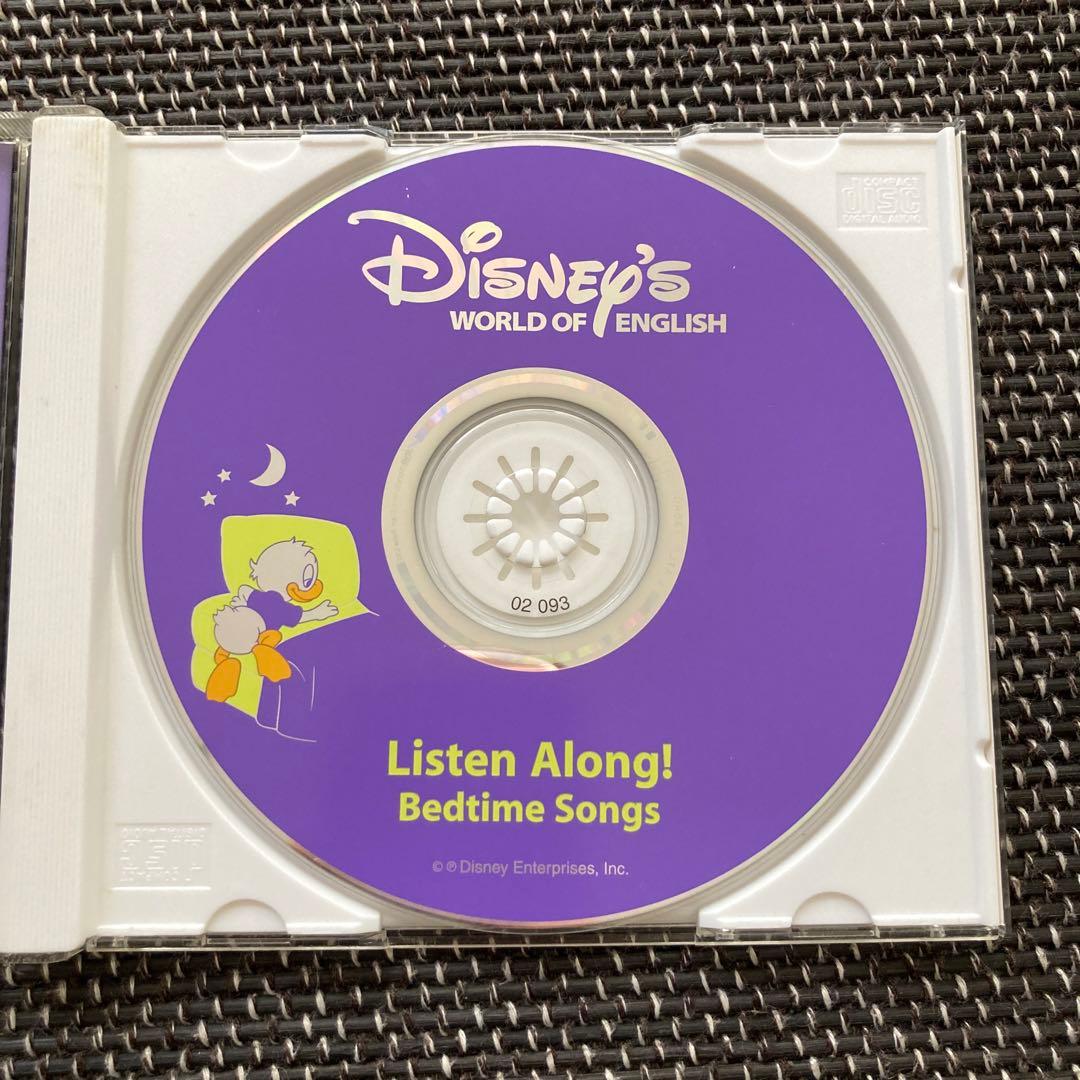 COMPACT
disc
DIGITAL AUDIO
Disney's
WORLD OF ENGLISH
02 093
Listen Along!
Bedtime Songs
© ℗ Disney Enterprises, Inc.